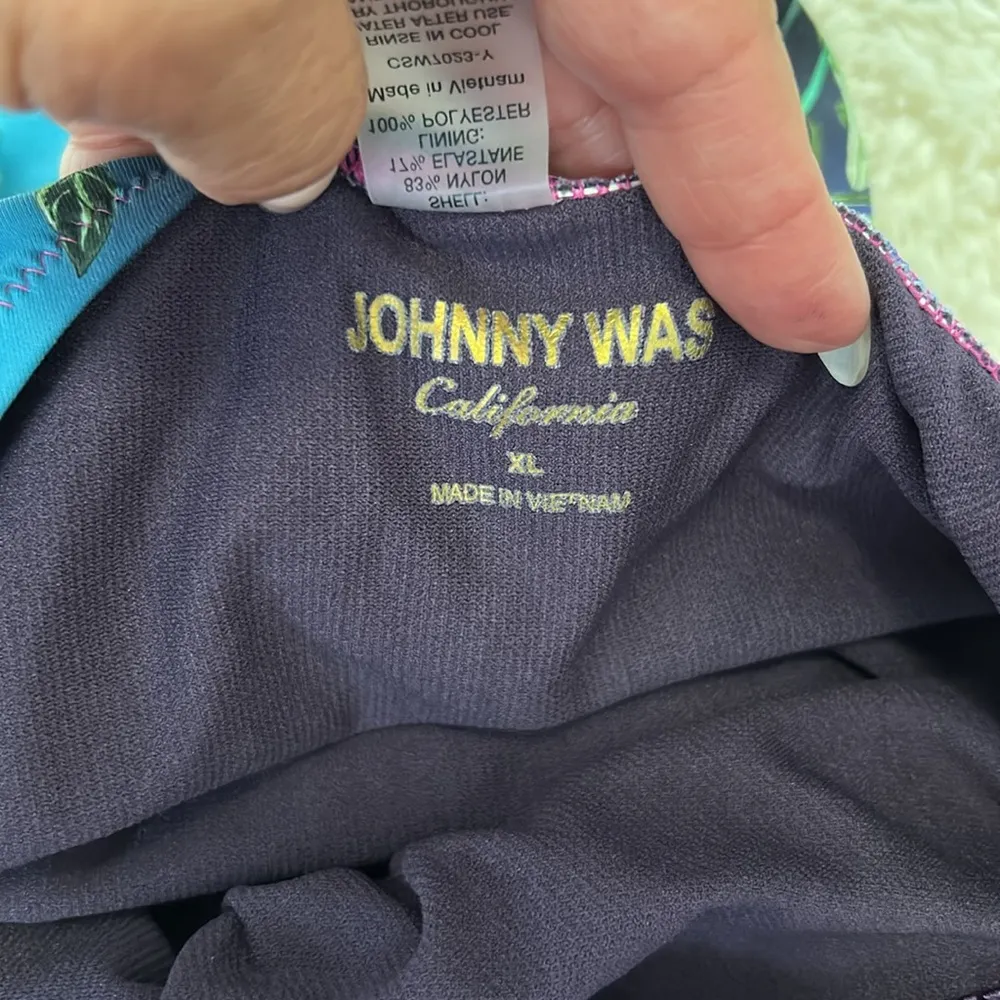 SHELL:
83% NYLON
17% ELASTANE
LINING:
100% POLYESTER
Made in Vietnam
CSW7023-Y
RINSE IN COOL
WATER AFTER USE
JOHNNY WAS
California
XL
MADE IN VIETNAM